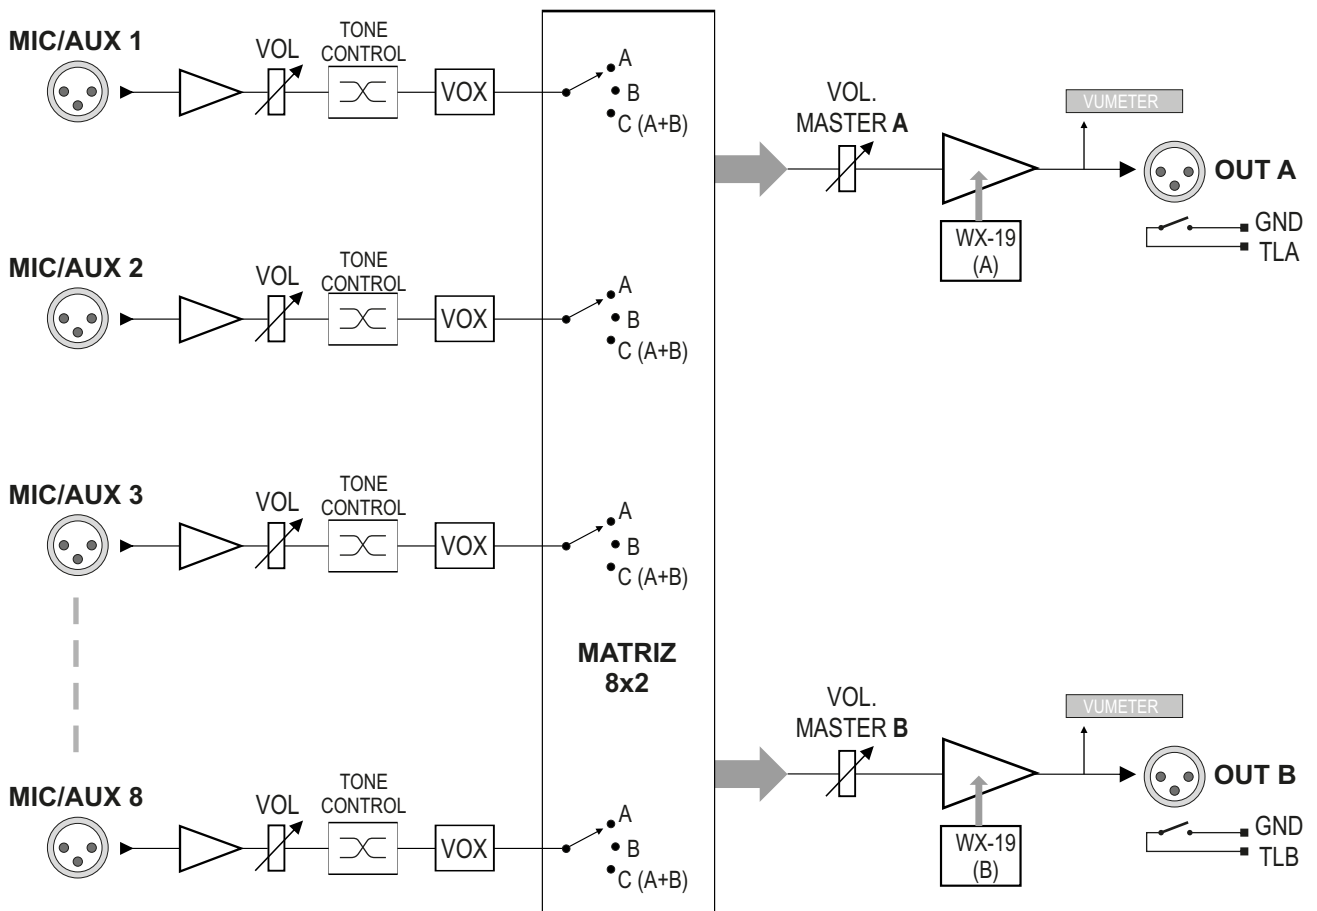 MIC/AUX 1
VOL
TONE
CONTROL
VOX
A
B
C (A+B)
MIC/AUX 2
VOL
TONE
CONTROL
VOX
A
B
C (A+B)
MIC/AUX 3
VOL
TONE
CONTROL
VOX
A
B
C (A+B)
MIC/AUX 8
VOL
TONE
CONTROL
VOX
A
B
C (A+B)
MATRIZ
8x2
VOL.
MASTER A
WX-19
(A)
VUMETER
OUT A
GND
TLA
VOL.
MASTER B
WX-19
(B)
VUMETER
OUT B
GND
TLB